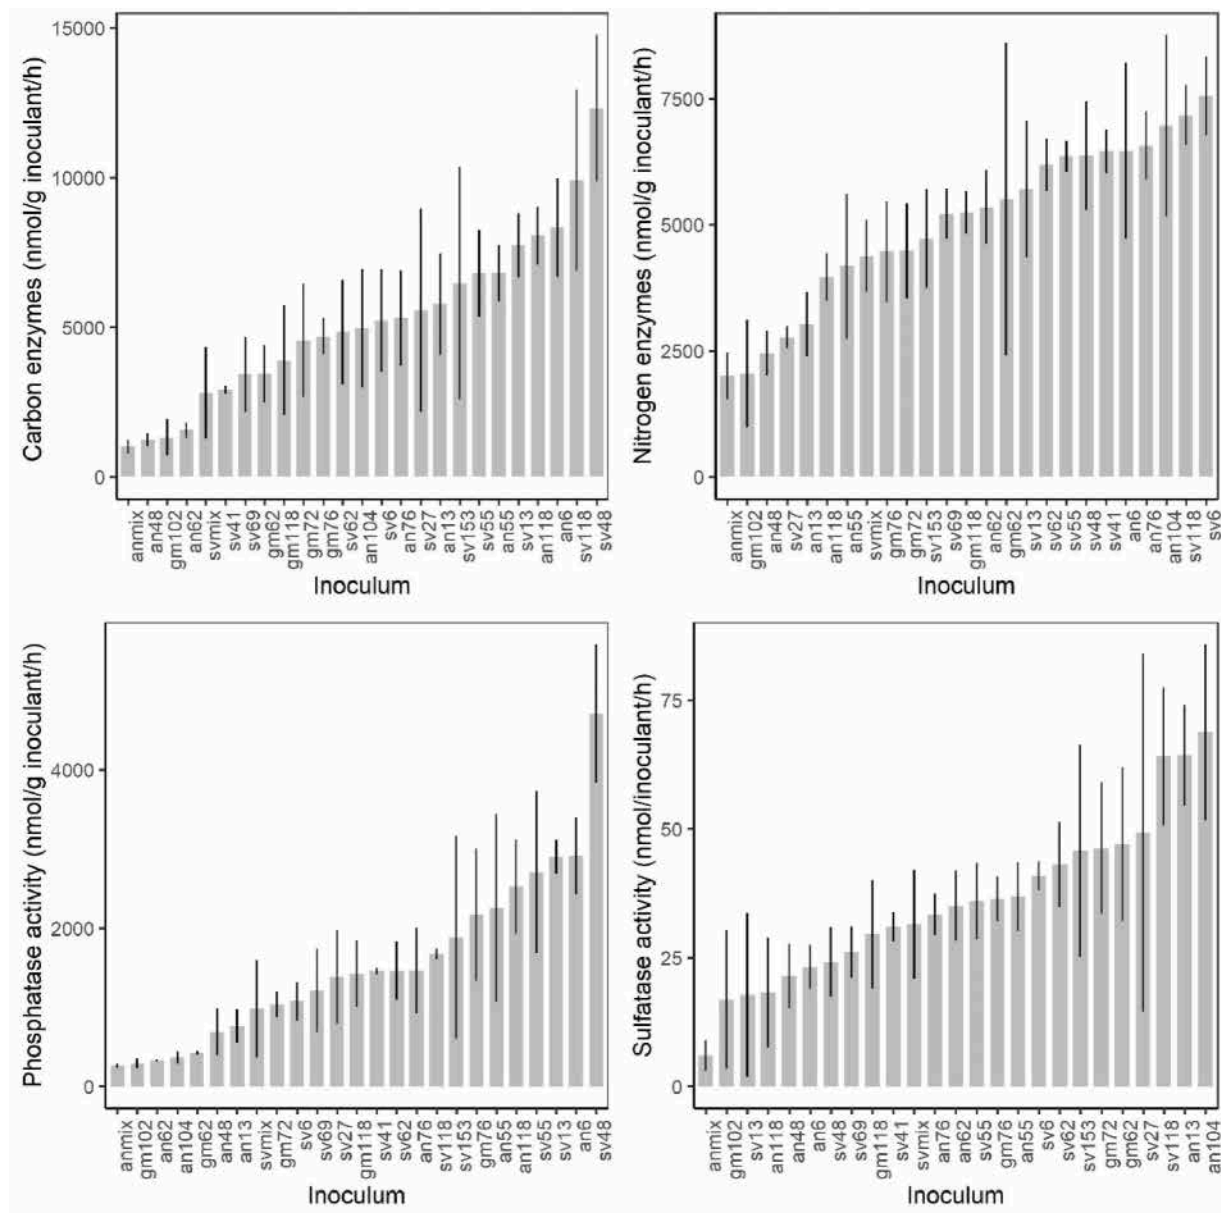 Carbon enzymes (nmol/g inoculant/h)
15000
10000
5000
0
anmix an48 gm102 an62 svmix sv41 sv69 gm62 gm118 gm72 gm76 sv62 an104 sv6 an76 sv27 an13 sv153 sv55 an55 sv13 an118 an6 sv118 sv48
Inoculum
Nitrogen enzymes (nmol/g inoculant/h)
7500
5000
2500
0
anmix gm102 an48 sv27 an13 an118 an55 svmix gm76 gm72 sv153 sv69 gm118 an62 gm62 sv13 sv62 sv55 sv48 sv41 an6 an76 an104 sv118 sv6
Inoculum
Phosphatase activity (nmol/g inoculant/h)
4000
2000
0
anmix gm102 an62 an104 gm62 an48 an13 svmix gm72 sv6 sv69 sv27 gm118 sv41 sv62 an76 sv118 sv153 gm76 an55 an118 sv55 sv13 an6 sv48
Inoculum
Sulfatase activity (nmol/inoculant/h)
75
50
25
0
anmix gm102 sv13 an118 an48 an6 sv48 sv69 gm118 sv41 svmix an76 an62 sv55 gm76 an55 sv6 sv62 sv153 gm72 gm62 sv27 sv118 an13 an104
Inoculum